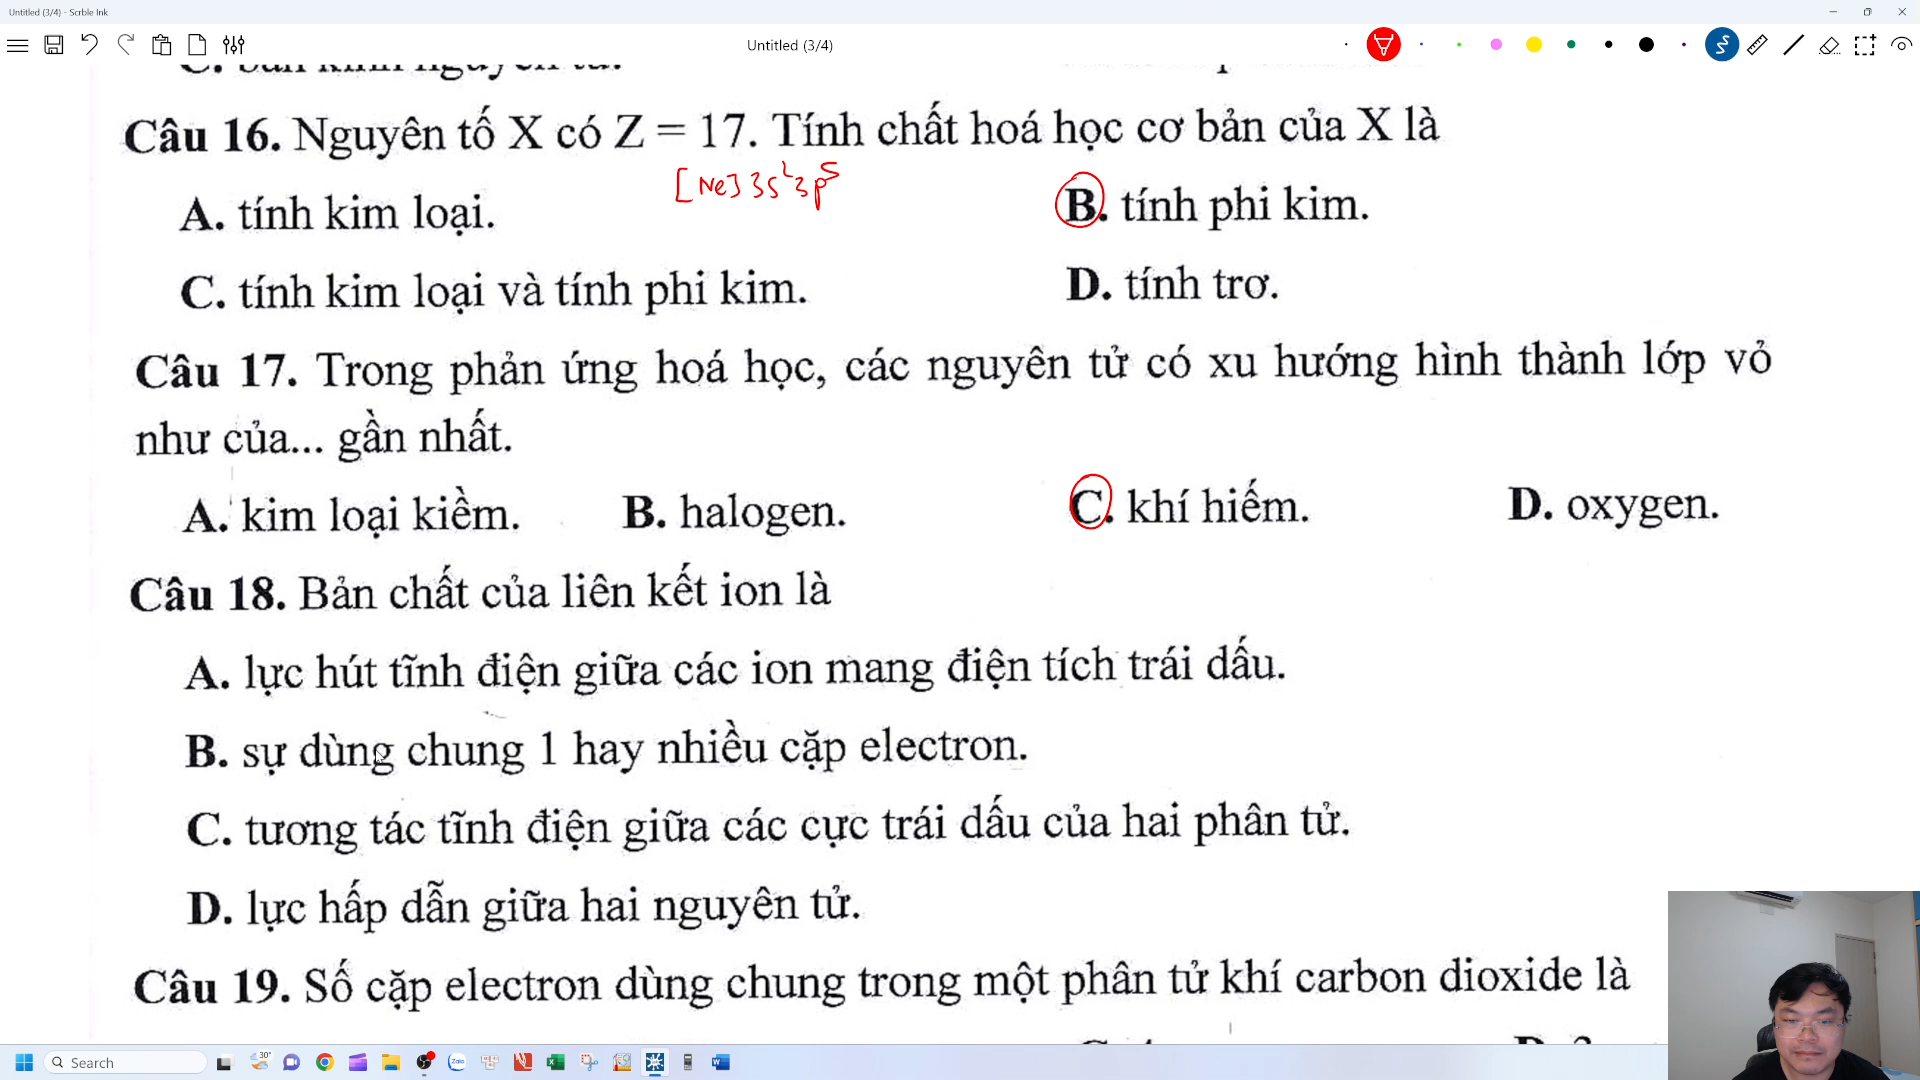 Untitled (3/4) - Scrble Ink
Untitled (3/4)
Câu 16. Nguyên tố X có Z = 17. Tính chất hoá học cơ bản của X là
[Ne] 3s² 3p⁵
A. tính kim loại. B. tính phi kim.
C. tính kim loại và tính phi kim. D. tính trơ.
Câu 17. Trong phản ứng hoá học, các nguyên tử có xu hướng hình thành lớp vỏ
như của... gần nhất.
A. kim loại kiềm. B. halogen. C. khí hiếm. D. oxygen.
Câu 18. Bản chất của liên kết ion là
A. lực hút tĩnh điện giữa các ion mang điện tích trái dấu.
B. sự dùng chung 1 hay nhiều cặp electron.
C. tương tác tĩnh điện giữa các cực trái dấu của hai phân tử.
D. lực hấp dẫn giữa hai nguyên tử.
Câu 19. Số cặp electron dùng chung trong một phân tử khí carbon dioxide là
Search
30°
Zalo